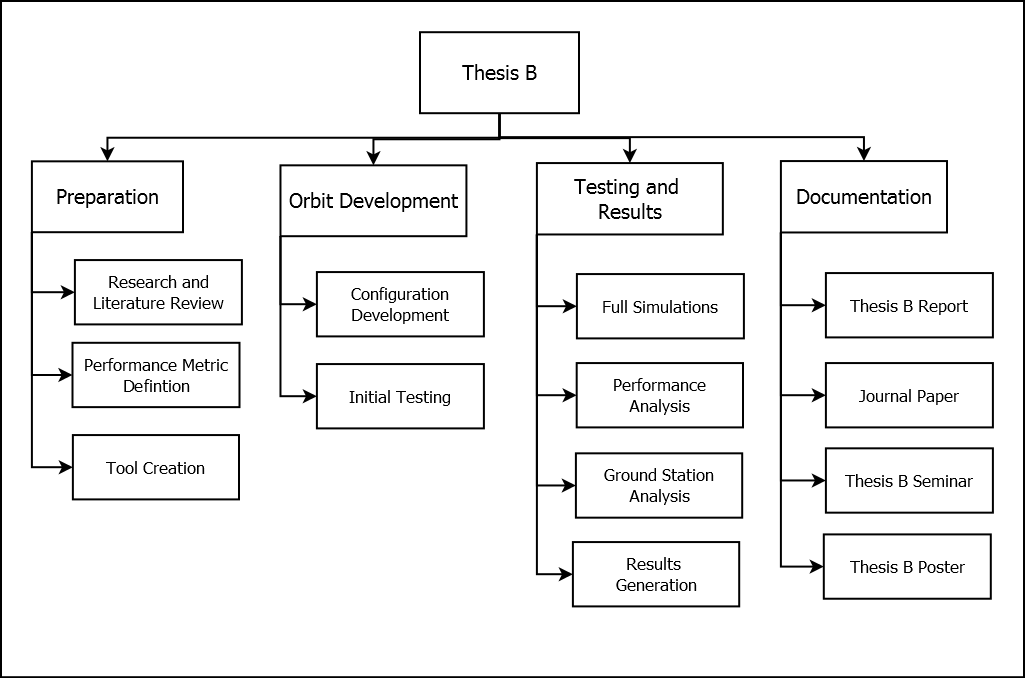 Thesis B
Preparation
Research and
Literature Review
Performance Metric
Defintion
Tool Creation
Orbit Development
Configuration
Development
Initial Testing
Testing and
Results
Full Simulations
Performance
Analysis
Ground Station
Analysis
Results
Generation
Documentation
Thesis B Report
Journal Paper
Thesis B Seminar
Thesis B Poster